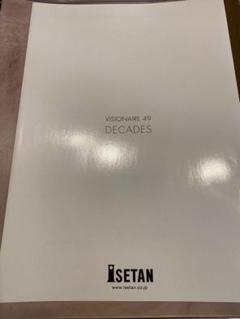 VISIONAIRE 49
DECADES
ISETAN
www.isetan.co.jp